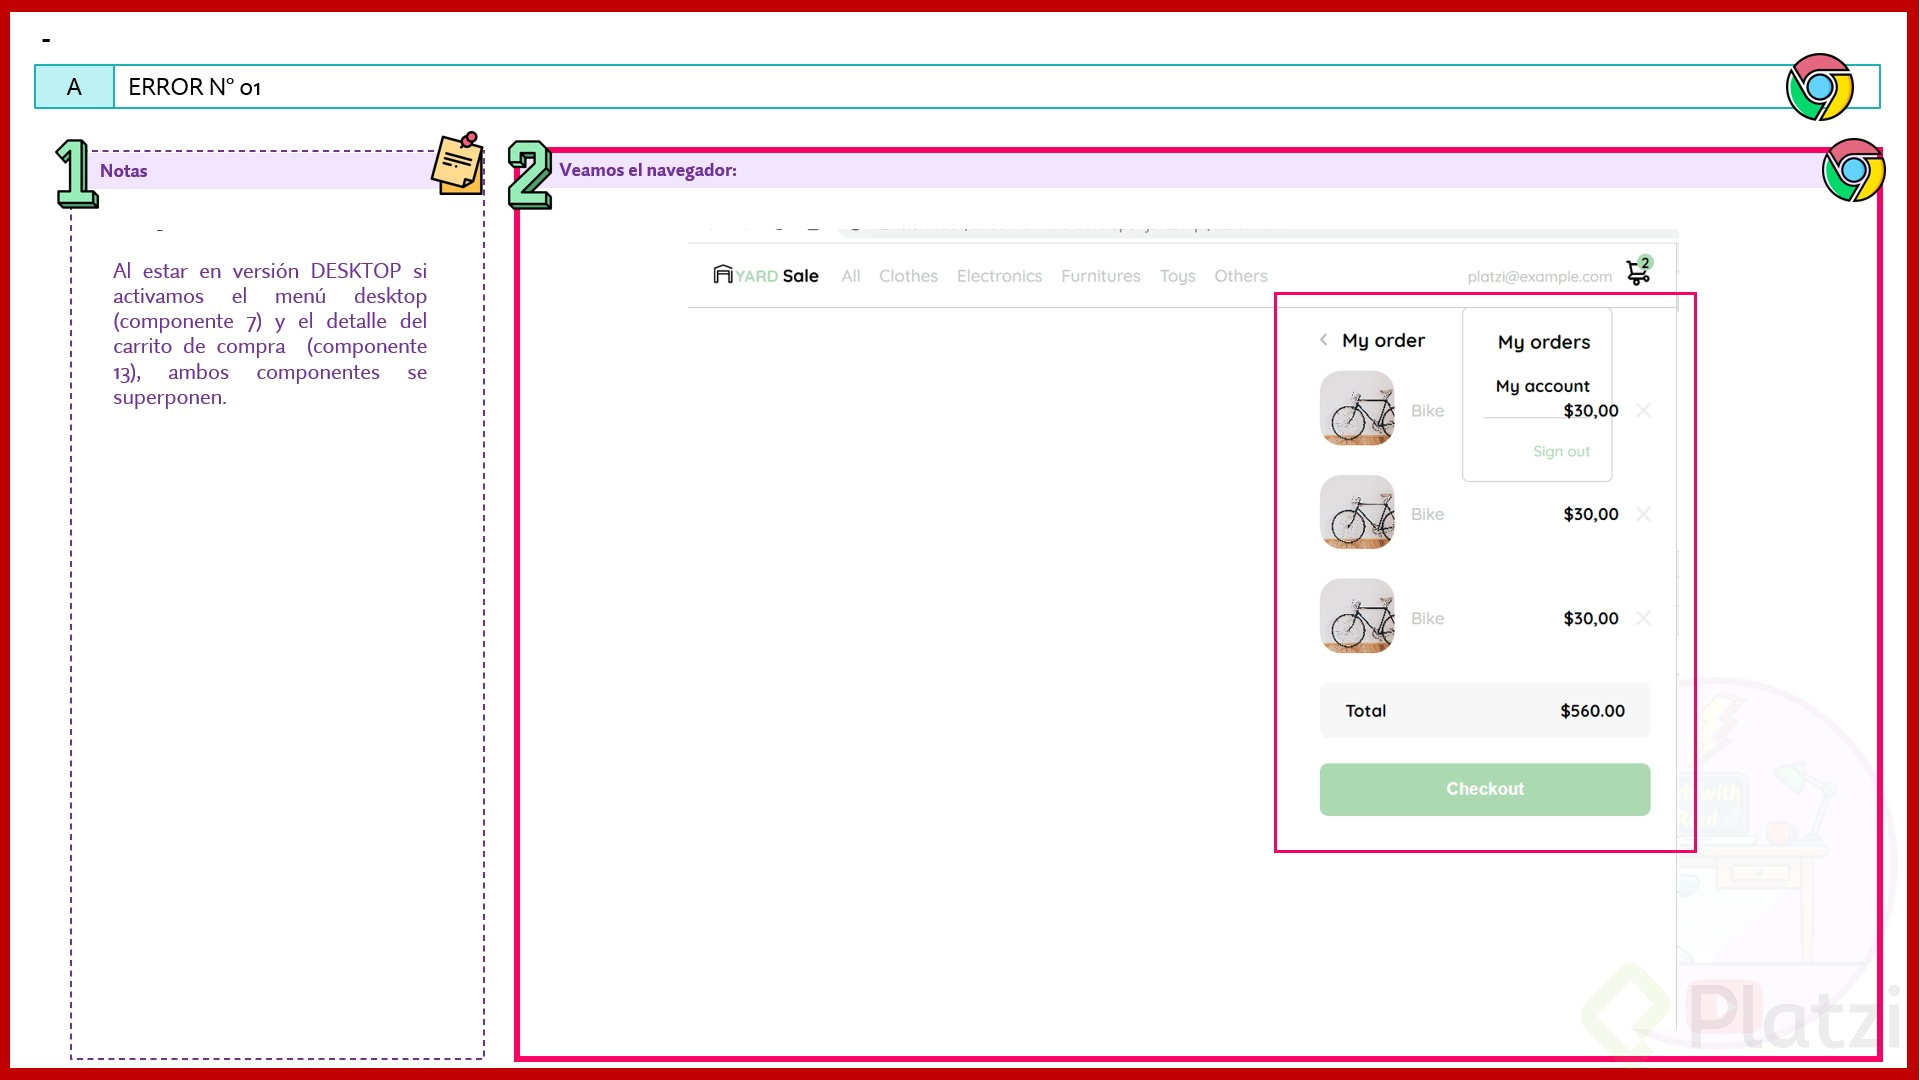 -
A ERROR N° 01
1 Notas
2 Veamos el navegador:
Al estar en versión DESKTOP si
activamos el menú desktop
(componente 7) y el detalle del
carrito de compra (componente
13), ambos componentes se
superponen.
YARD Sale All Clothes Electronics Furnitures Toys Others platzi@example.com 2
My order
My orders
My account
Bike $30,00
Sign out
Bike $30,00
Bike $30,00
Total $560.00
Checkout
with
Platzi